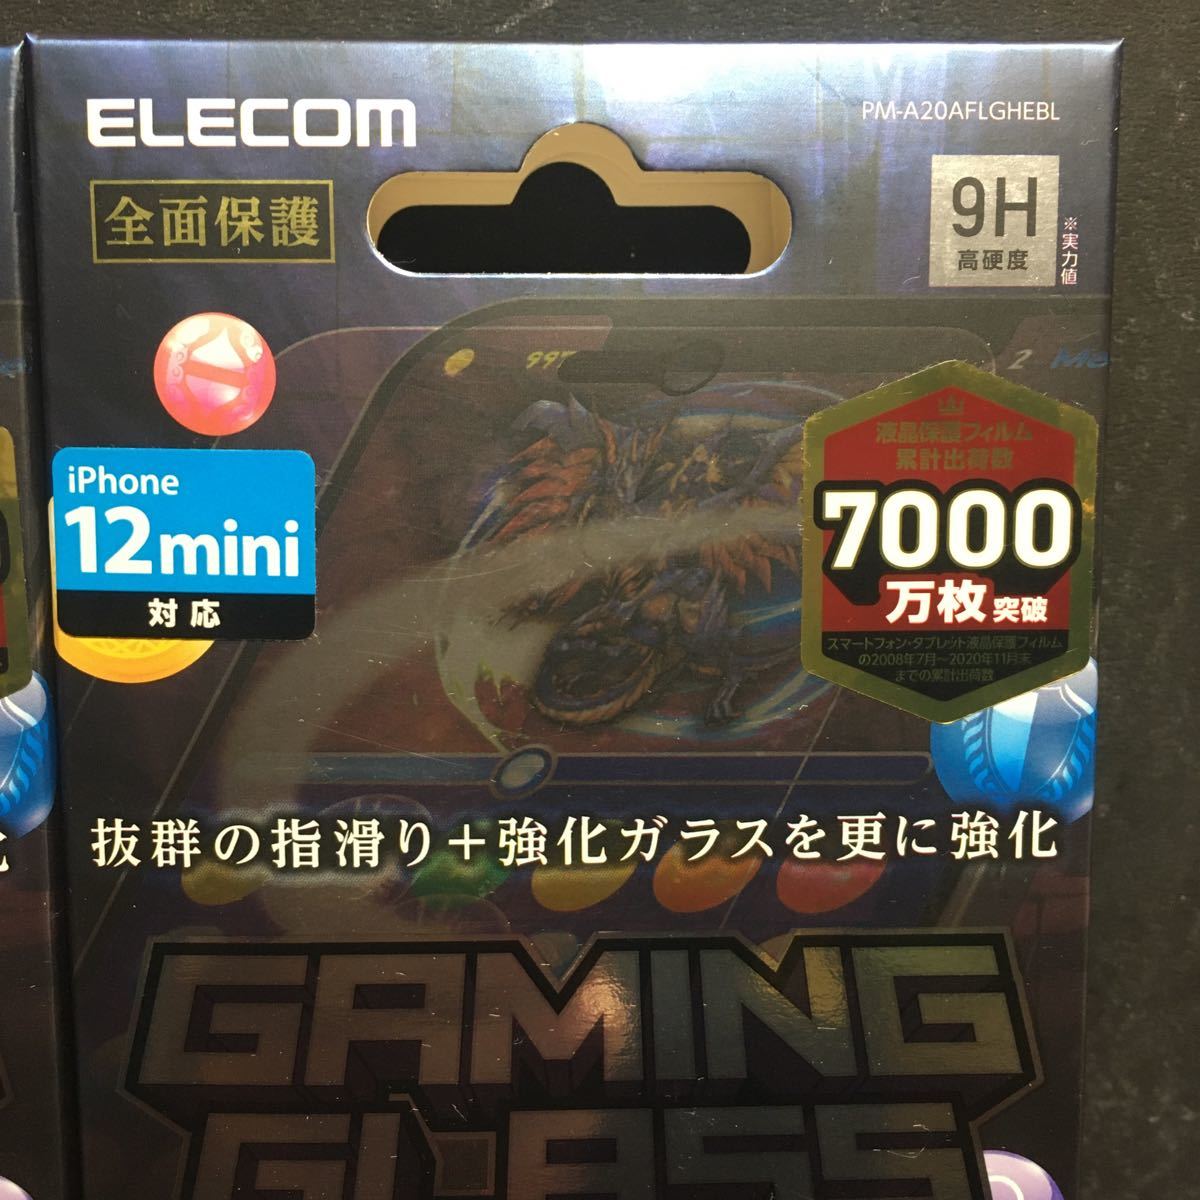 ELECOM
PM-A20AFLGHEBL
全面保護
9H
高硬度
※実力値
997
2
Me
液晶保護フィルム
累計出荷数
7000
万枚突破
スマートフォン・タブレット液晶保護フィルム
の2008年7月~2020年11月末
までの累計出荷数
iPhone
12mini
対応
抜群の指滑り+強化ガラスを更に強化
GAMING
GLASS